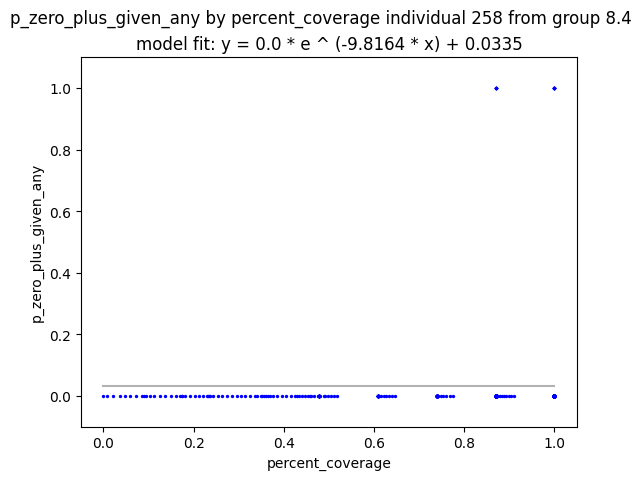 p_zero_plus_given_any by percent_coverage individual 258 from group 8.4
model fit: y = 0.0 * e ^ (-9.8164 * x) + 0.0335
p_zero_plus_given_any
1.0
0.8
0.6
0.4
0.2
0.0
0.0 0.2 0.4 0.6 0.8 1.0
percent_coverage